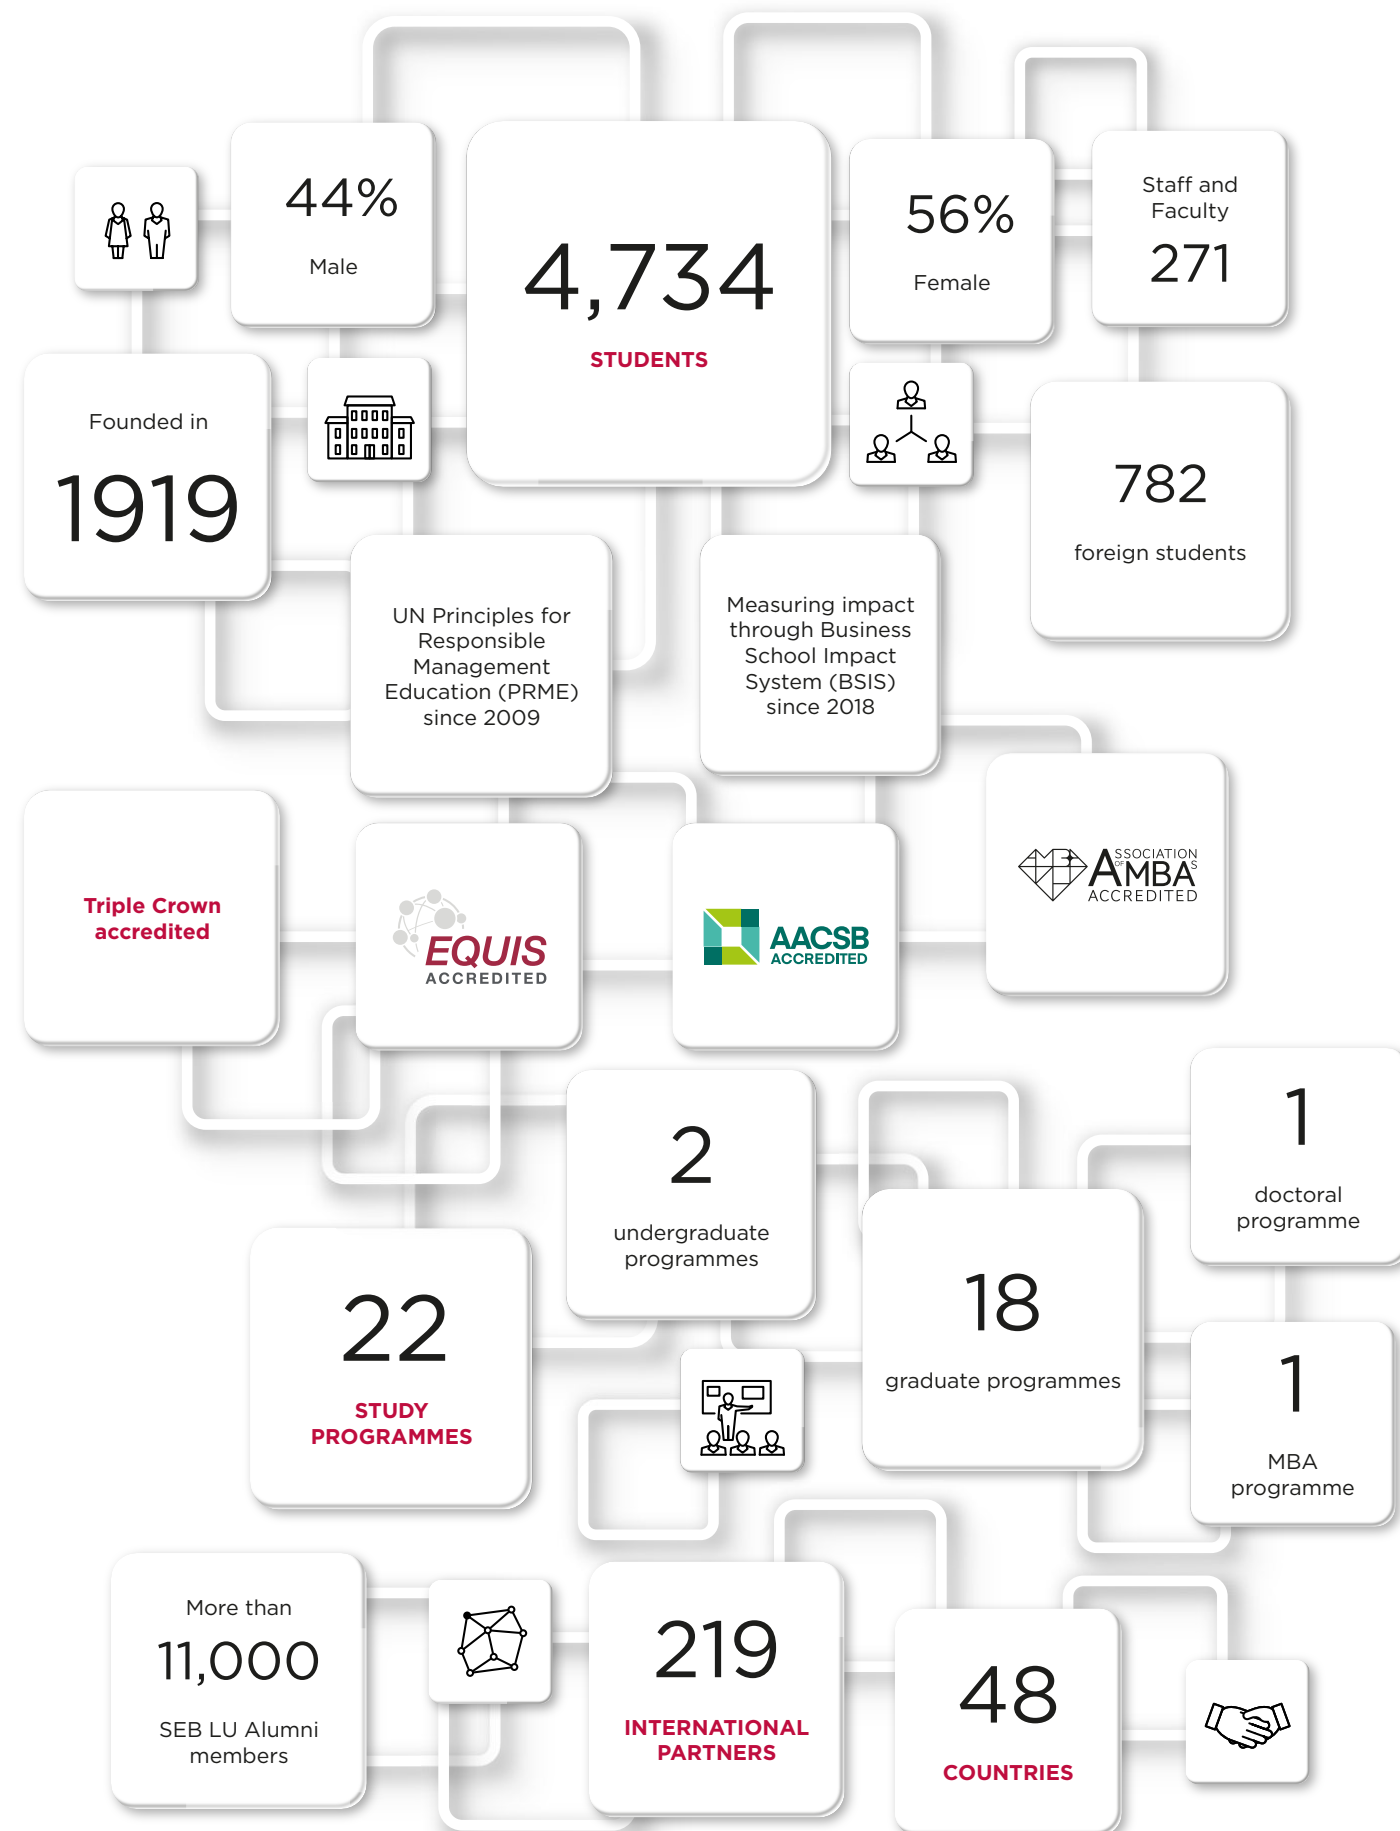 44%
Male
4,734
STUDENTS
56%
Female
Staff and
Faculty
271
Founded in
1919
782
foreign students
UN Principles for
Responsible
Management
Education (PRME)
since 2009
Measuring impact
through Business
School Impact
System (BSIS)
since 2018
Triple Crown
accredited
EQUIS
ACCREDITED
AACSB
ACCREDITED
ASSOCIATION
OF MBAS
ACCREDITED
2
undergraduate
programmes
1
doctoral
programme
22
STUDY
PROGRAMMES
18
graduate programmes
1
MBA
programme
More than
11,000
SEB LU Alumni
members
219
INTERNATIONAL
PARTNERS
48
COUNTRIES